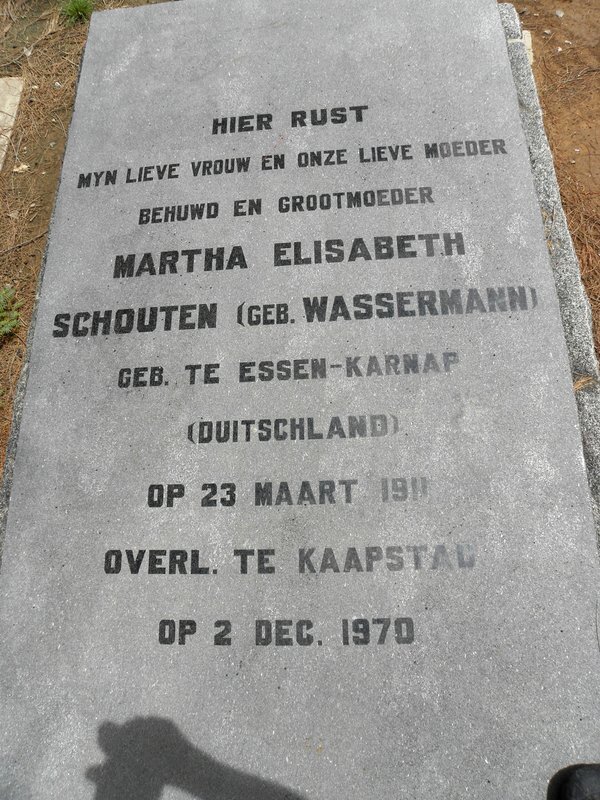 HIER RUST
MYN LIEVE VROUW EN ONZE LIEVE MOEDER
BEHUWD EN GROOTMOEDER
MARTHA ELISABETH
SCHOUTEN (GEB. WASSERMANN)
GEB. TE ESSEN-KARNAP
(DUITSCHLAND)
OP 23 MAART 1911
OVERL. TE KAAPSTAD
OP 2 DEC. 1970